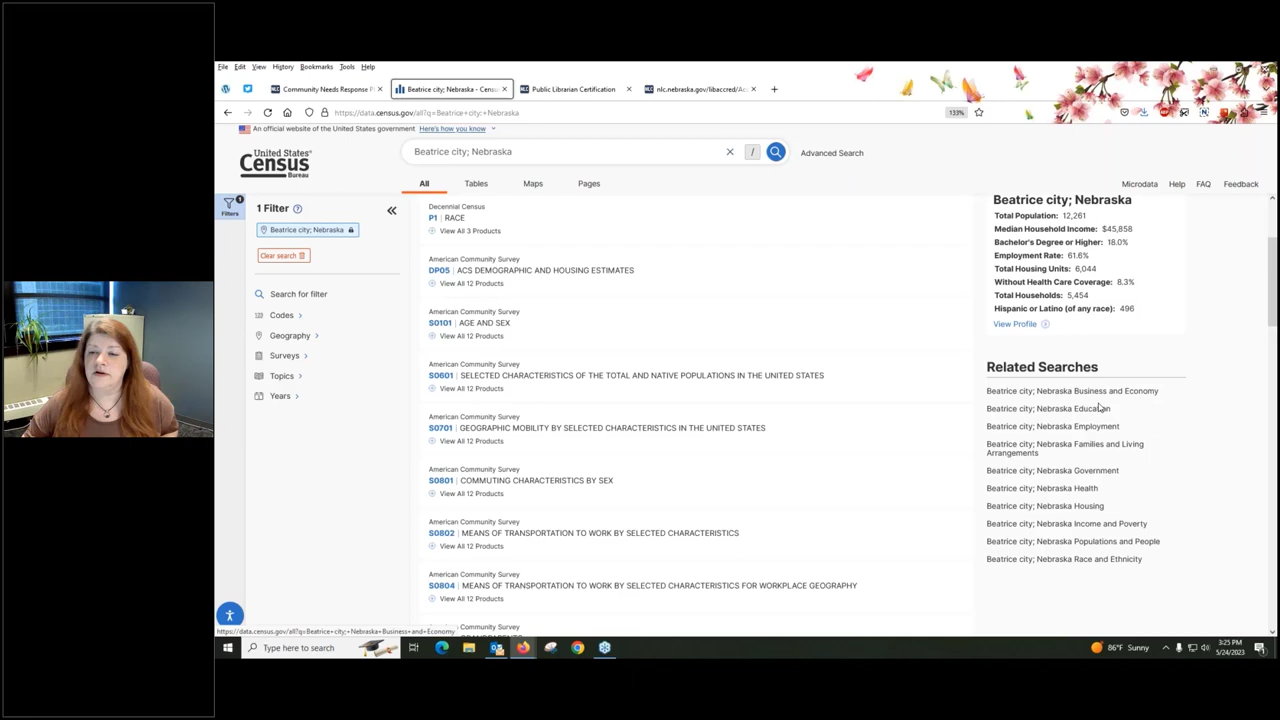 File Edit View History Bookmarks Tools Help
Community Needs Response P
Beatrice city; Nebraska - Censu
Public Librarian Certification
nlc.nebraska.gov/libaccred/Ac
https://data.census.gov/all?q=Beatrice+city;+Nebraska
133%
An official website of the United States government Here's how you know
United States®
Census
Bureau
Beatrice city; Nebraska
/
Advanced Search
All Tables Maps Pages
Microdata Help FAQ Feedback
Filters
1
1 Filter
Beatrice city; Nebraska
Clear search
Search for filter
Codes
Geography
Surveys
Topics
Years
Decennial Census
P1 | RACE
View All 3 Products
American Community Survey
DP05 | ACS DEMOGRAPHIC AND HOUSING ESTIMATES
View All 12 Products
American Community Survey
S0101 | AGE AND SEX
View All 12 Products
American Community Survey
S0601 | SELECTED CHARACTERISTICS OF THE TOTAL AND NATIVE POPULATIONS IN THE UNITED STATES
View All 12 Products
American Community Survey
S0701 | GEOGRAPHIC MOBILITY BY SELECTED CHARACTERISTICS IN THE UNITED STATES
View All 12 Products
American Community Survey
S0801 | COMMUTING CHARACTERISTICS BY SEX
View All 12 Products
American Community Survey
S0802 | MEANS OF TRANSPORTATION TO WORK BY SELECTED CHARACTERISTICS
View All 12 Products
American Community Survey
S0804 | MEANS OF TRANSPORTATION TO WORK BY SELECTED CHARACTERISTICS FOR WORKPLACE GEOGRAPHY
View All 12 Products
American Community Survey
Beatrice city; Nebraska
Total Population: 12,261
Median Household Income: $45,858
Bachelor's Degree or Higher: 18.0%
Employment Rate: 61.6%
Total Housing Units: 6,044
Without Health Care Coverage: 8.3%
Total Households: 5,454
Hispanic or Latino (of any race): 496
View Profile
Related Searches
Beatrice city; Nebraska Business and Economy
Beatrice city; Nebraska Education
Beatrice city; Nebraska Employment
Beatrice city; Nebraska Families and Living
Arrangements
Beatrice city; Nebraska Government
Beatrice city; Nebraska Health
Beatrice city; Nebraska Housing
Beatrice city; Nebraska Income and Poverty
Beatrice city; Nebraska Populations and People
Beatrice city; Nebraska Race and Ethnicity
https://data.census.gov/all?q=Beatrice+city;+Nebraska+Business+and+Economy
Type here to search
86°F Sunny
3:25 PM
5/24/2023